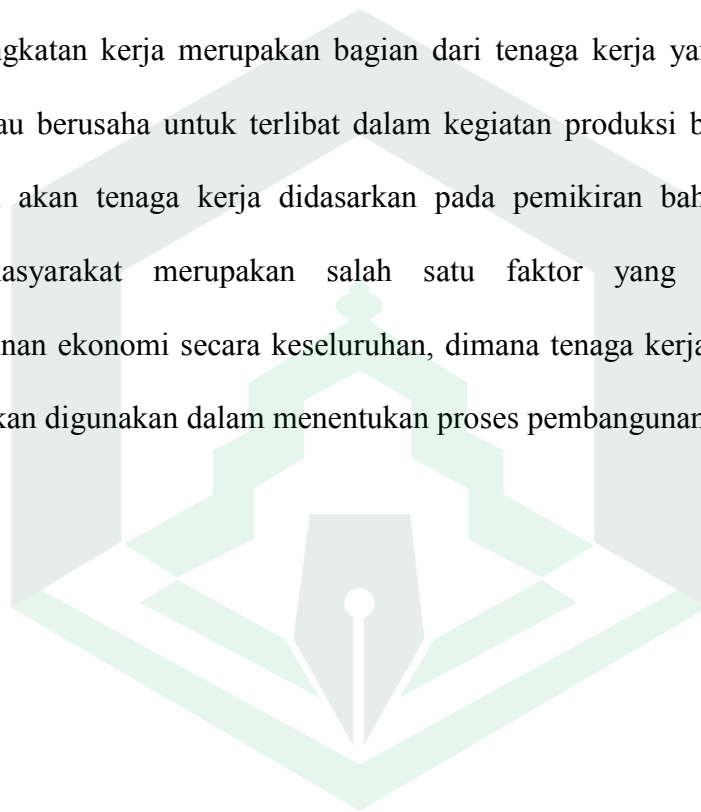 ngkatan kerja merupakan bagian dari tenaga kerja ya
au berusaha untuk terlibat dalam kegiatan produksi b
akan tenaga kerja didasarkan pada pemikiran bah
asyarakat merupakan salah satu faktor yang
nan ekonomi secara keseluruhan, dimana tenaga kerja
kan digunakan dalam menentukan proses pembangunan